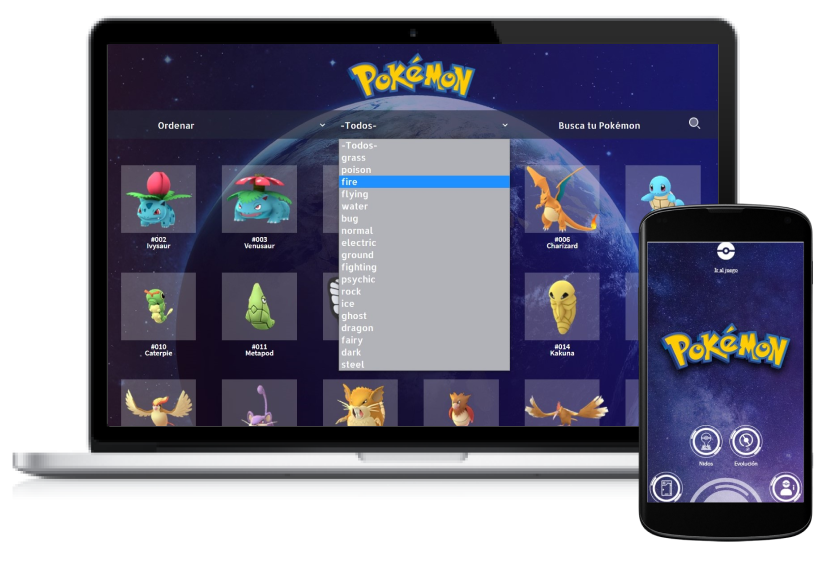 POKéMON
Ordenar
-Todos-
Busca tu Pokémon
-Todos-
grass
poison
fire
flying
water
bug
normal
electric
ground
fighting
psychic
rock
ice
ghost
dragon
fairy
dark
steel
#002
Ivysaur
#003
Venusaur
#006
Charizard
#010
Caterpie
#011
Metapod
#014
Kakuna
Ir al juego
POKéMON
Nidos
Evolución